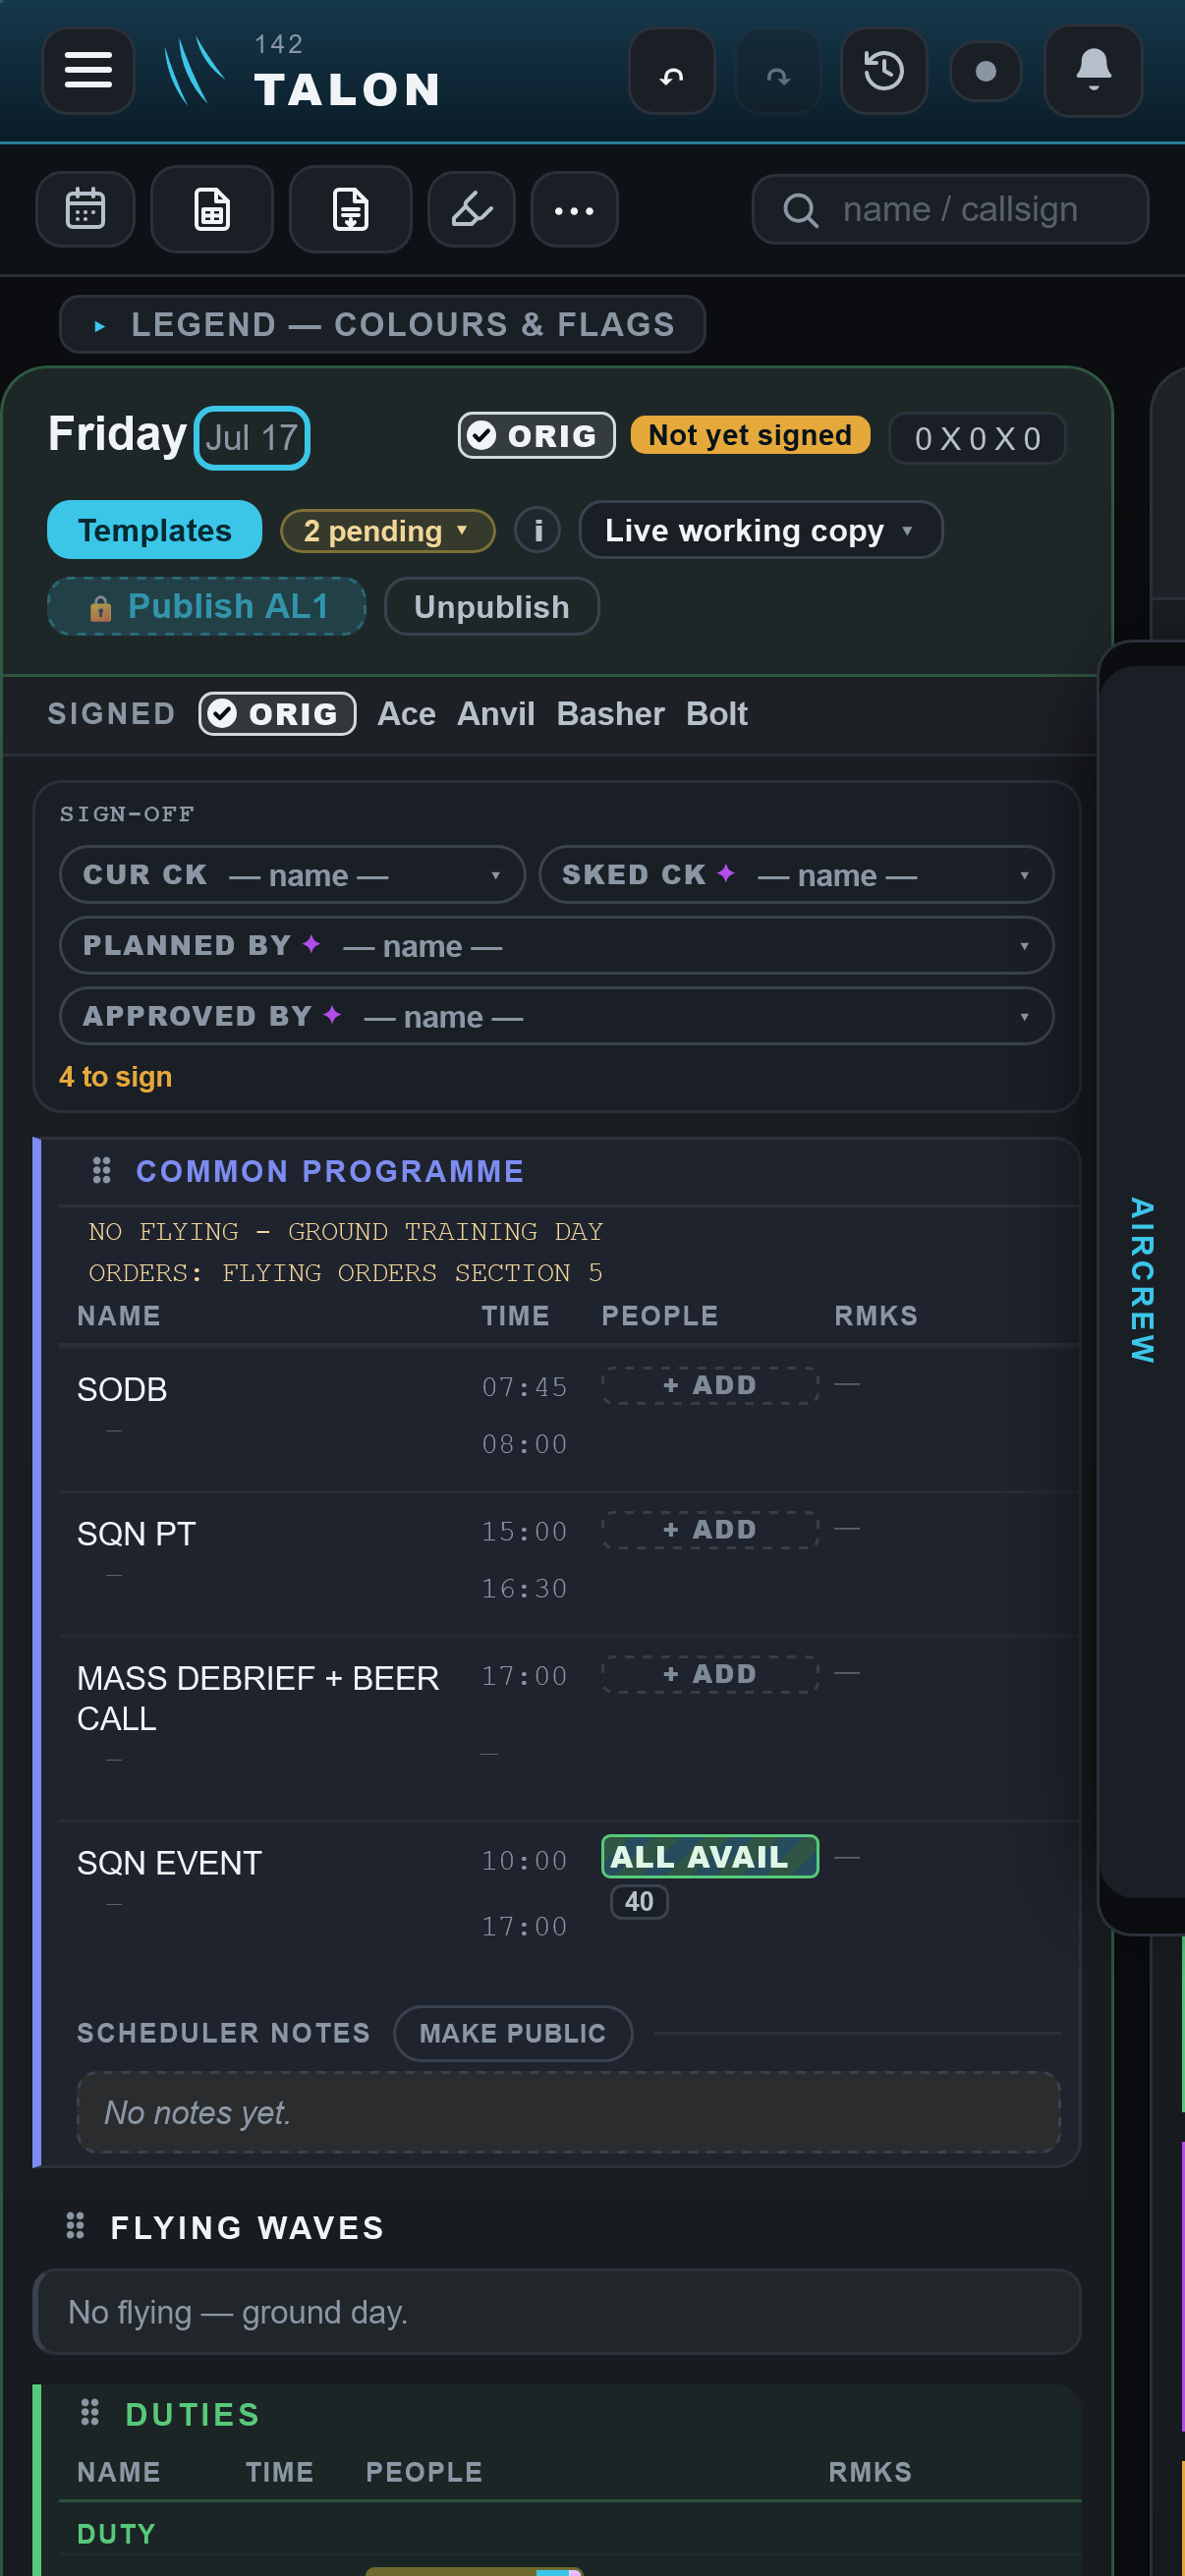 142
TALON
name / callsign
▸ LEGEND — COLOURS & FLAGS
Friday Jul 17 ORIG Not yet signed 0 X 0 X 0
Templates 2 pending ▾ i Live working copy ▾
Publish AL1 Unpublish
SIGNED ORIG Ace Anvil Basher Bolt
SIGN-OFF
CUR CK — name — ▾ SKED CK ✦ — name — ▾
PLANNED BY ✦ — name — ▾
APPROVED BY ✦ — name — ▾
4 to sign
AIRCREW
COMMON PROGRAMME
NO FLYING - GROUND TRAINING DAY
ORDERS: FLYING ORDERS SECTION 5
NAME TIME PEOPLE RMKS
SODB 07:45 + ADD —
— 08:00
SQN PT 15:00 + ADD —
— 16:30
MASS DEBRIEF + BEER 17:00 + ADD —
CALL
— —
SQN EVENT 10:00 ALL AVAIL —
— 17:00 40
SCHEDULER NOTES MAKE PUBLIC
No notes yet.
FLYING WAVES
No flying — ground day.
DUTIES
NAME TIME PEOPLE RMKS
DUTY